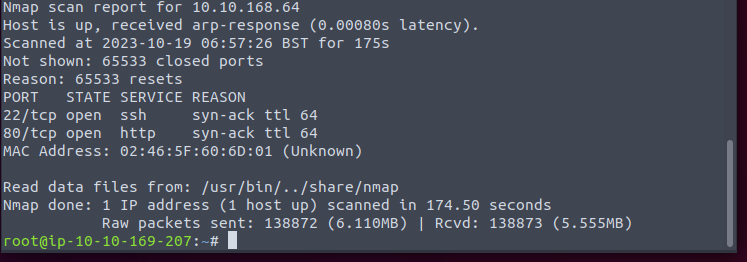 Nmap scan report for 10.10.168.64
Host is up, received arp-response (0.00080s latency).
Scanned at 2023-10-19 06:57:26 BST for 175s
Not shown: 65533 closed ports
Reason: 65533 resets
PORT   STATE SERVICE REASON
22/tcp open  ssh     syn-ack ttl 64
80/tcp open  http    syn-ack ttl 64
MAC Address: 02:46:5F:60:6D:01 (Unknown)
Read data files from: /usr/bin/../share/nmap
Nmap done: 1 IP address (1 host up) scanned in 174.50 seconds
Raw packets sent: 138872 (6.110MB) | Rcvd: 138873 (5.555MB)
root@ip-10-10-169-207:~#